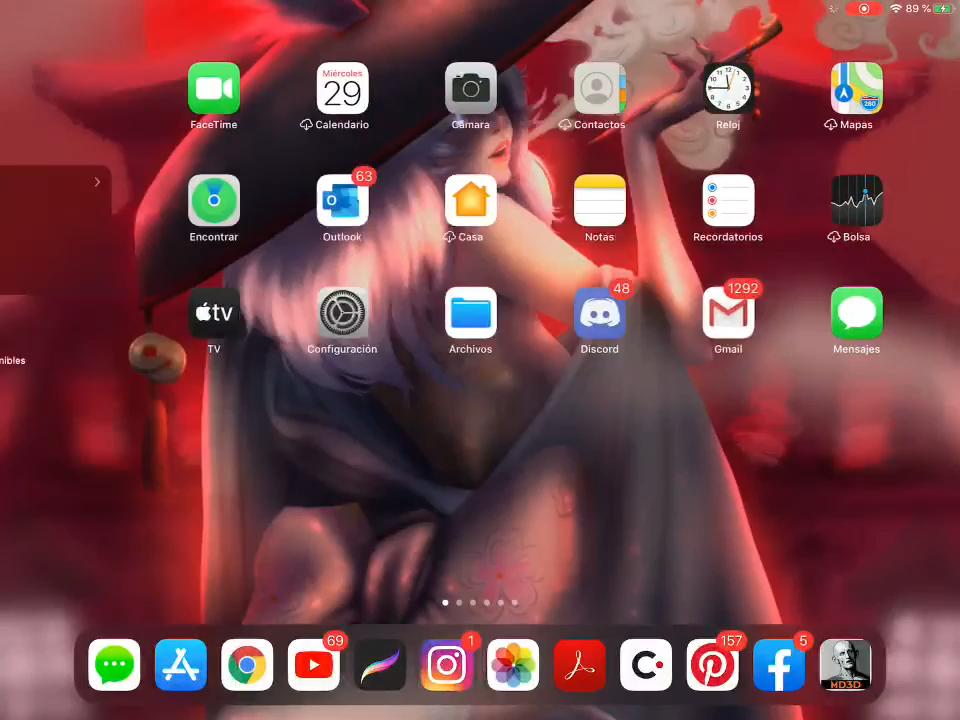 89 %
Miércoles
29
12
280
FaceTime
Calendario
Cámara
Contactos
Reloj
Mapas
63
Encontrar
Outlook
Casa
Notas
Recordatorios
Bolsa
tv
48
1292
TV
Configuración
Archivos
Discord
Gmail
Mensajes
nibles
69
1
157
5
MD3D